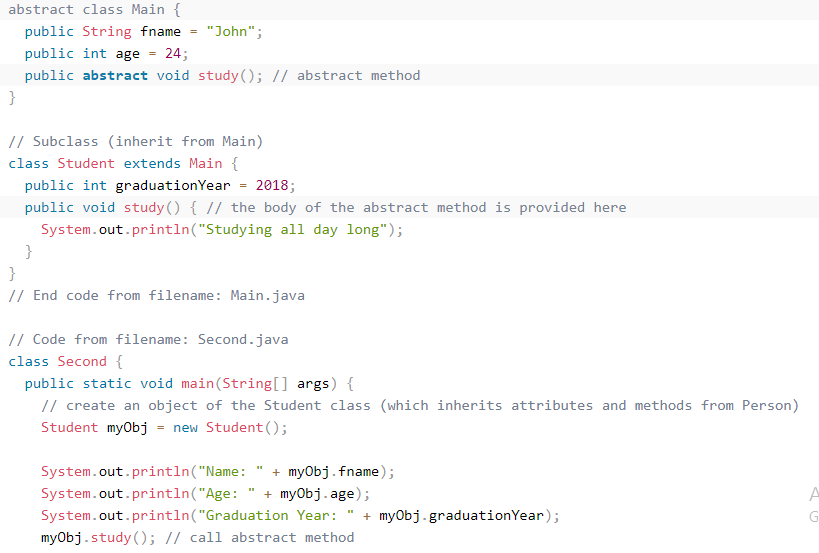 abstract class Main {
  public String fname = "John";
  public int age = 24;
  public abstract void study(); // abstract method
}

// Subclass (inherit from Main)
class Student extends Main {
  public int graduationYear = 2018;
  public void study() { // the body of the abstract method is provided here
    System.out.println("Studying all day long");
  }
}
// End code from filename: Main.java

// Code from filename: Second.java
class Second {
  public static void main(String[] args) {
    // create an object of the Student class (which inherits attributes and methods from Person)
    Student myObj = new Student();

    System.out.println("Name: " + myObj.fname);
    System.out.println("Age: " + myObj.age);
    System.out.println("Graduation Year: " + myObj.graduationYear);
    myObj.study(); // call abstract method